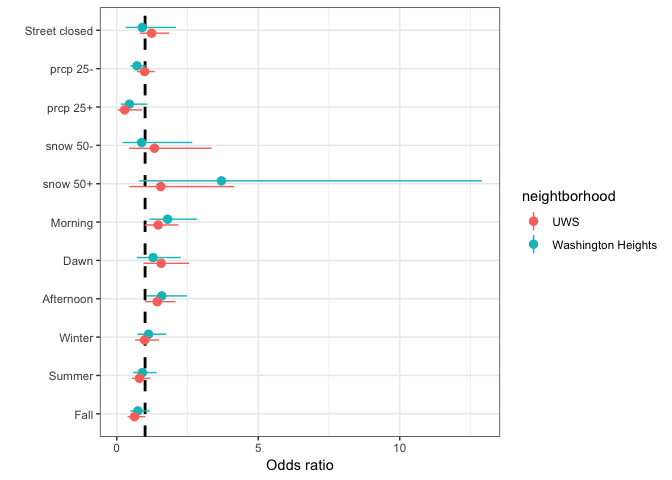 Street closed
prcp 25-
prcp 25+
snow 50-
snow 50+
Morning
Dawn
Afternoon
Winter
Summer
Fall
0 5 10
Odds ratio
neightborhood
UWS
Washington Heights